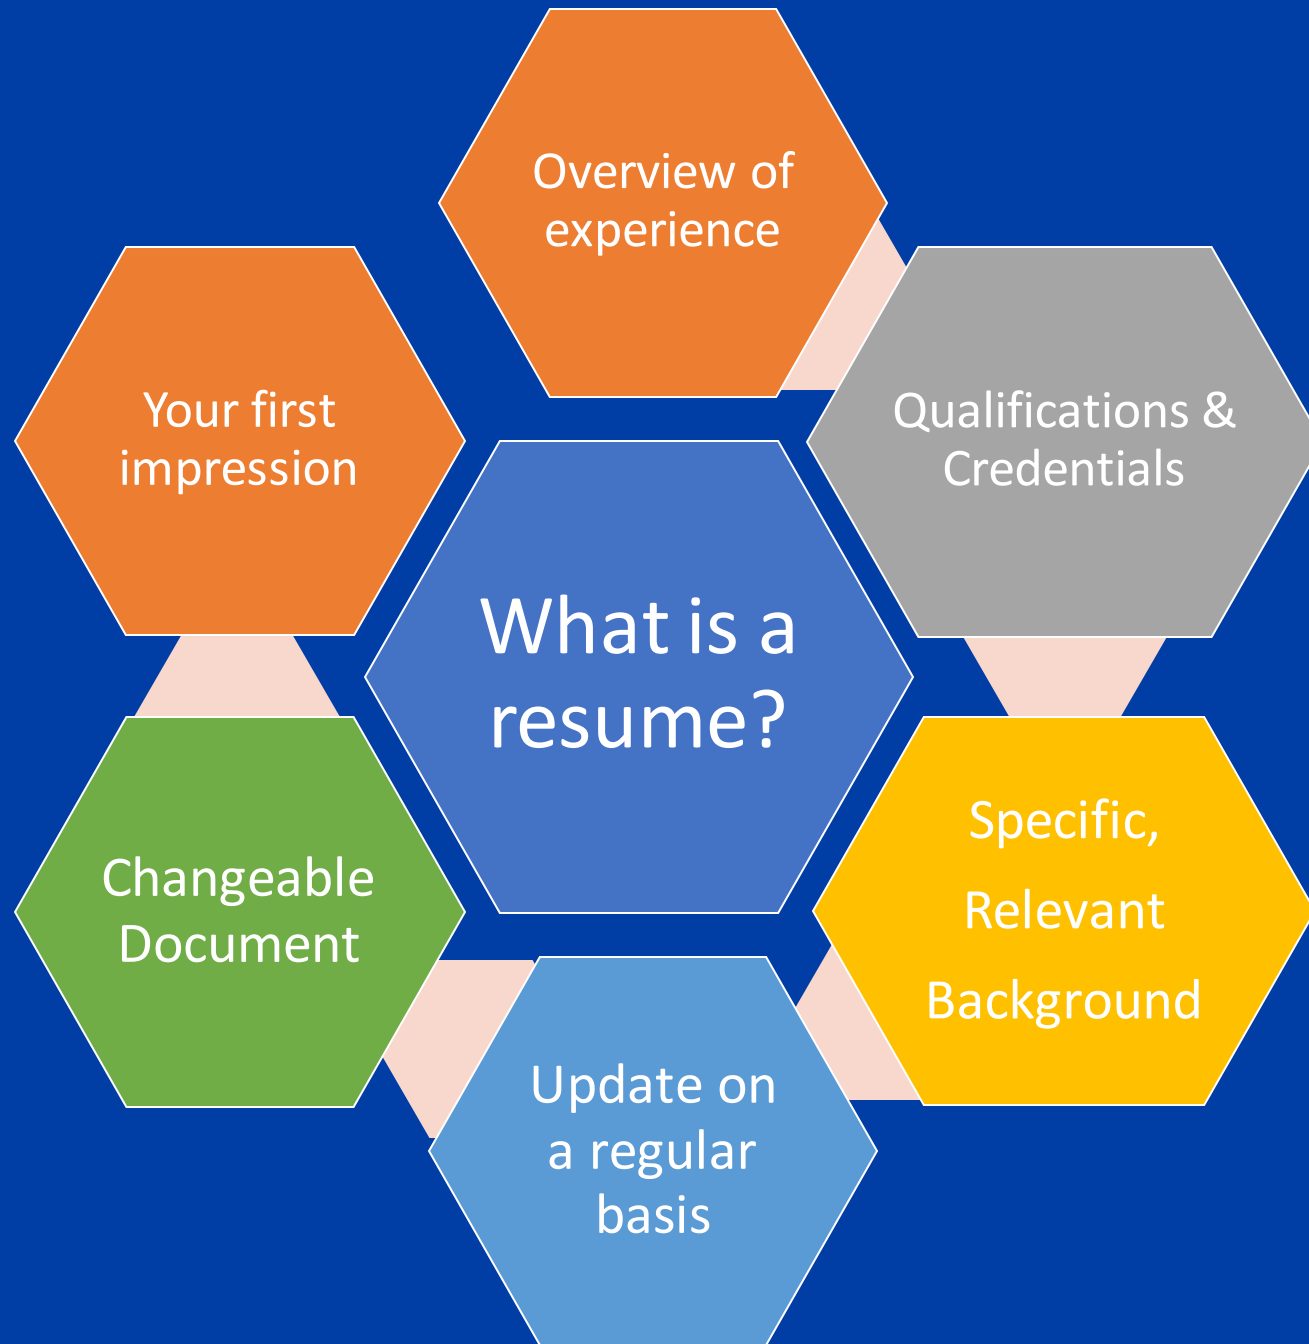 Overview of
experience
Your first
impression
Qualifications &
Credentials
What is a
resume?
Specific,
Relevant
Background
Changeable
Document
Update on
a regular
basis